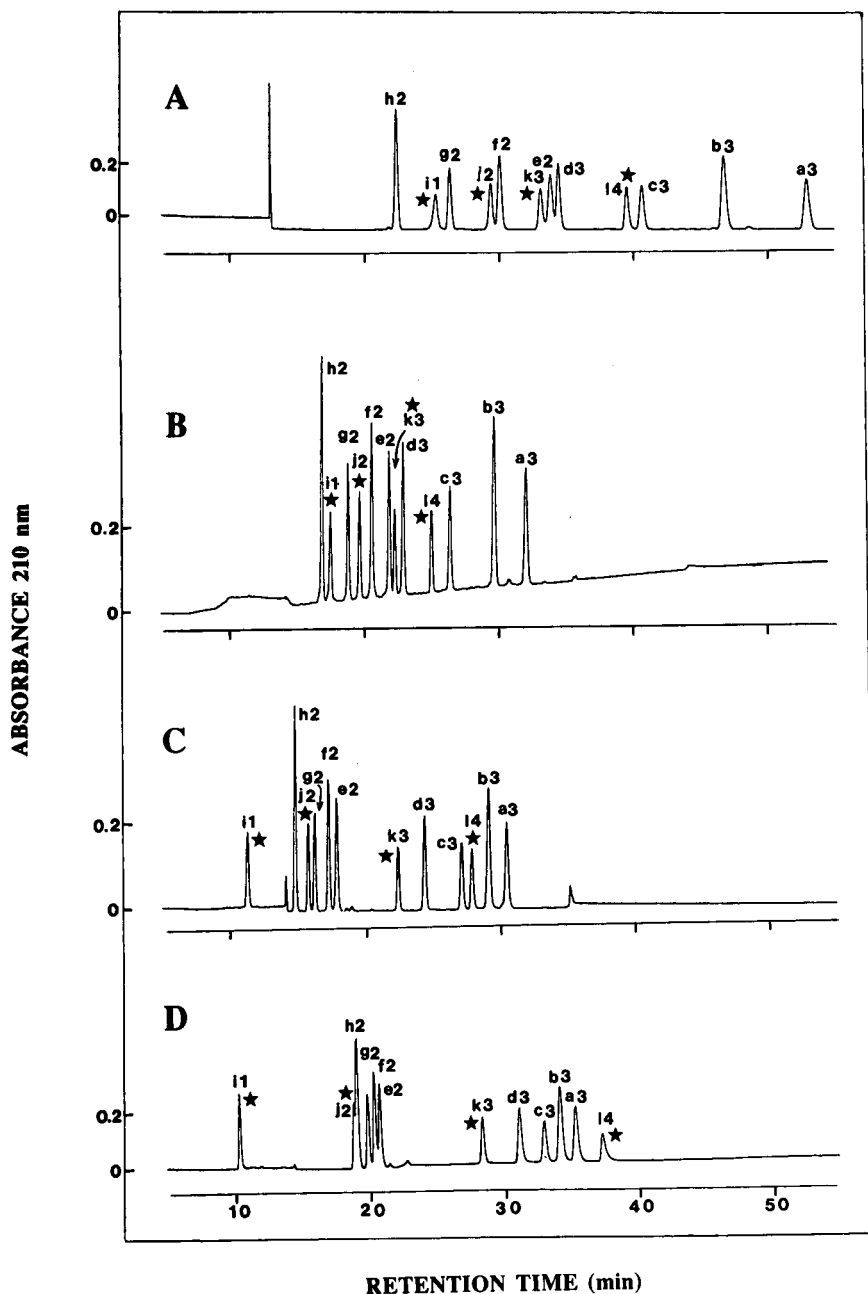 ABSORBANCE 210 nm
A
0.2
0
h2
★ i1
g2
★ j2
f2
★ k3
e2
d3
l4 ★
c3
b3
a3
B
0.2
0
h2
★ i1
g2
★ j2
f2
e2
★ k3
d3
★ l4
c3
b3
a3
C
0.2
0
i1 ★
h2
★ j2
g2
f2
e2
★ k3
d3
c3
l4 ★
b3
a3
D
0.2
0
i1 ★
h2
★ j2
g2
f2
e2
★ k3
d3
c3
b3
a3
l4 ★
10 20 30 40 50
RETENTION TIME (min)